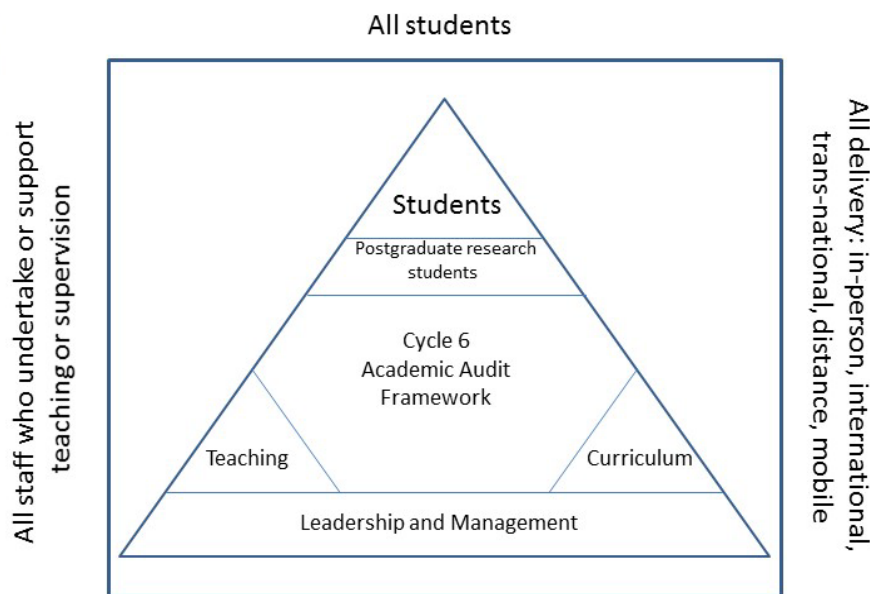 All students
All staff who undertake or support
teaching or supervision
Students
Postgraduate research
students
Cycle 6
Academic Audit
Framework
Teaching
Curriculum
Leadership and Management
All delivery: in-person, international,
trans-national, distance, mobile